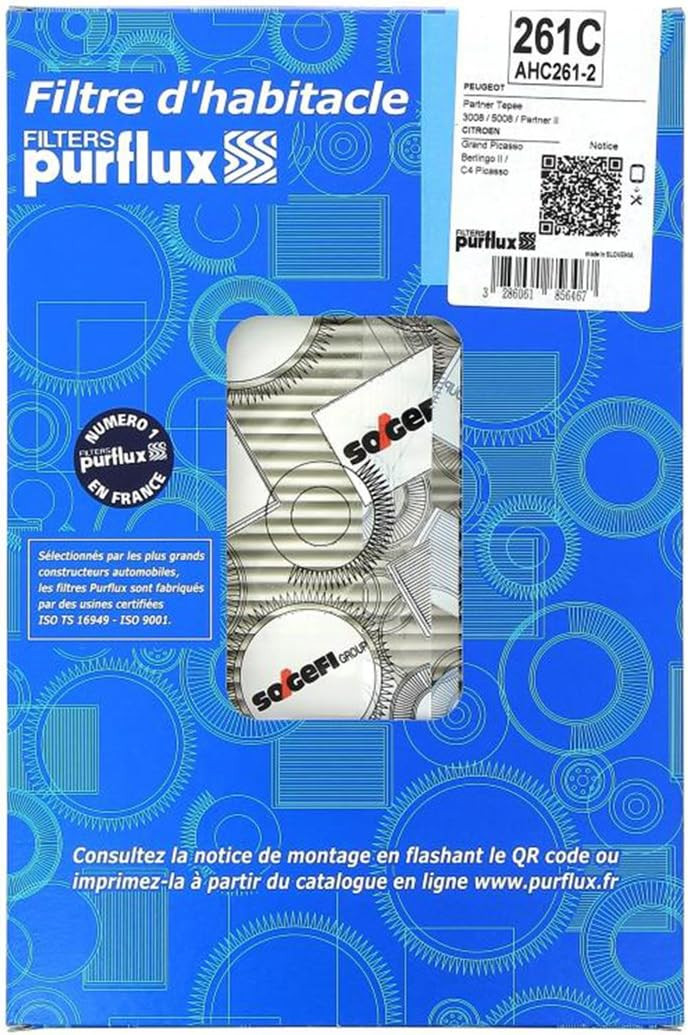 261C
AHC261-2
PEUGEOT
Partner Tepee
3008 / 5008 / Partner II
CITROEN
Grand Picasso
Berlingo II /
C4 Picasso
Notice
FILTERS
purflux
made in SLOVENIA
3 286061 856467
Filtre d'habitacle
FILTERS
purflux
SOGEFI
SOGEFI GROUP
NUMERO 1
FILTERS
purflux
EN FRANCE
Sélectionnés par les plus grands
constructeurs automobiles,
les filtres Purflux sont fabriqués
par des usines certifiées
ISO TS 16949 - ISO 9001.
Consultez la notice de montage en flashant le QR code ou
imprimez-la à partir du catalogue en ligne www.purflux.fr